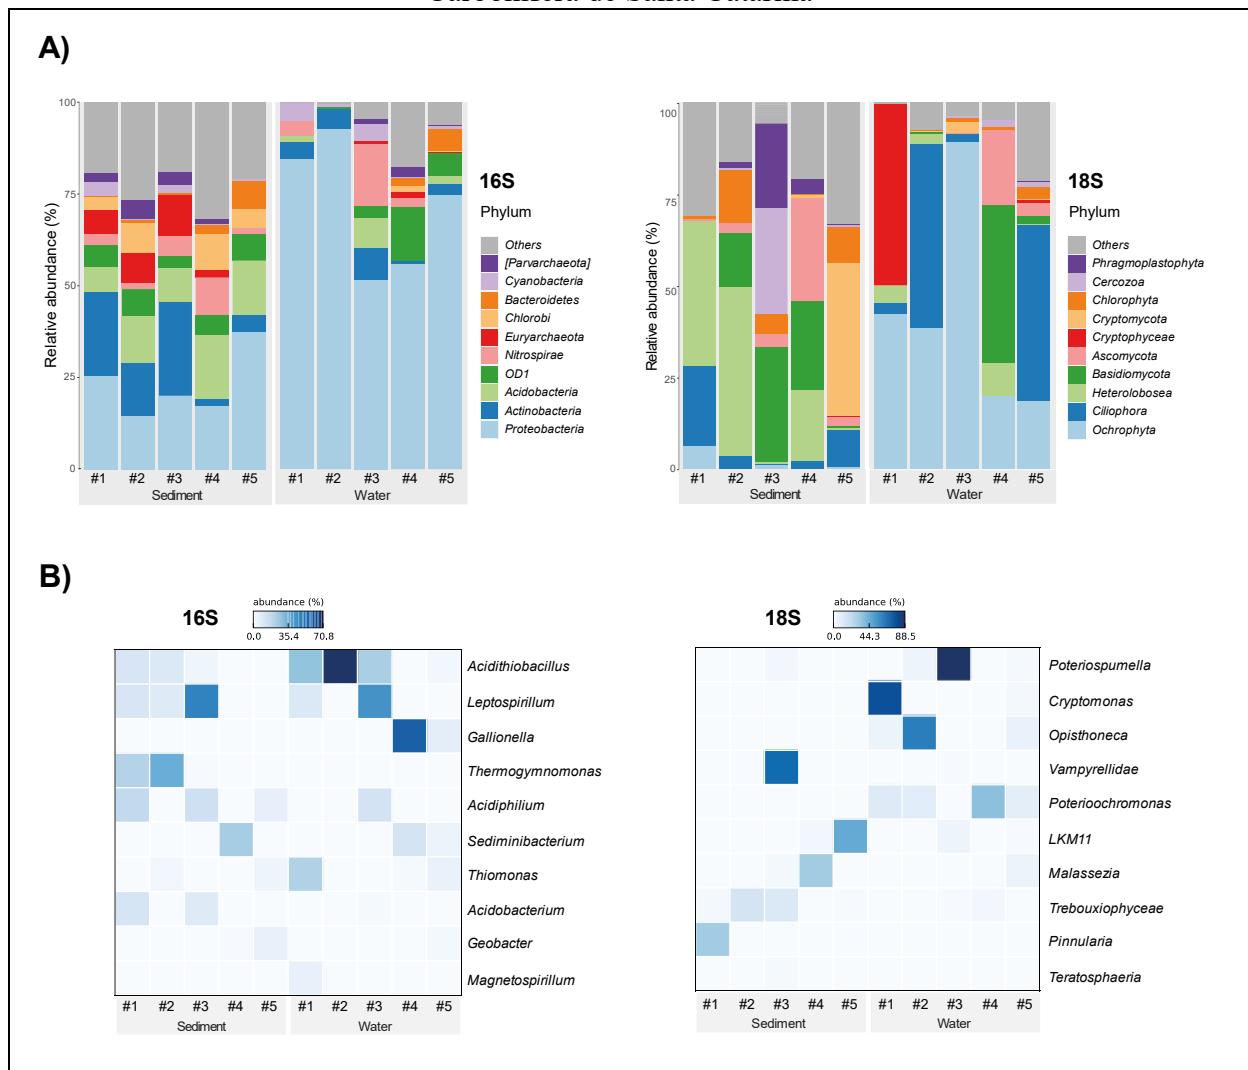 A)
16S
Phylum
Relative abundance (%)
100
75
50
25
0
Others
[Parvarchaeota]
Cyanobacteria
Bacteroidetes
Chlorobi
Euryarchaeota
Nitrospirae
OD1
Acidobacteria
Actinobacteria
Proteobacteria
#1 #2 #3 #4 #5 #1 #2 #3 #4 #5
Sediment Water
18S
Phylum
Relative abundance (%)
100
75
50
25
0
Others
Phragmoplastophyta
Cercozoa
Chlorophyta
Cryptomycota
Cryptophyceae
Ascomycota
Basidiomycota
Heterolobosea
Ciliophora
Ochrophyta
#1 #2 #3 #4 #5 #1 #2 #3 #4 #5
Sediment Water
B)
16S
abundance (%)
0.0 35.4 70.8
Acidithiobacillus
Leptospirillum
Gallionella
Thermogymnomonas
Acidiphilium
Sediminibacterium
Thiomonas
Acidobacterium
Geobacter
Magnetospirillum
#1 #2 #3 #4 #5 #1 #2 #3 #4 #5
Sediment Water
18S
abundance (%)
0.0 44.3 88.5
Poteriospumella
Cryptomonas
Opisthoneca
Vampyrellidae
Poterioochromonas
LKM11
Malassezia
Trebouxiophyceae
Pinnularia
Teratosphaeria
#1 #2 #3 #4 #5 #1 #2 #3 #4 #5
Sediment Water